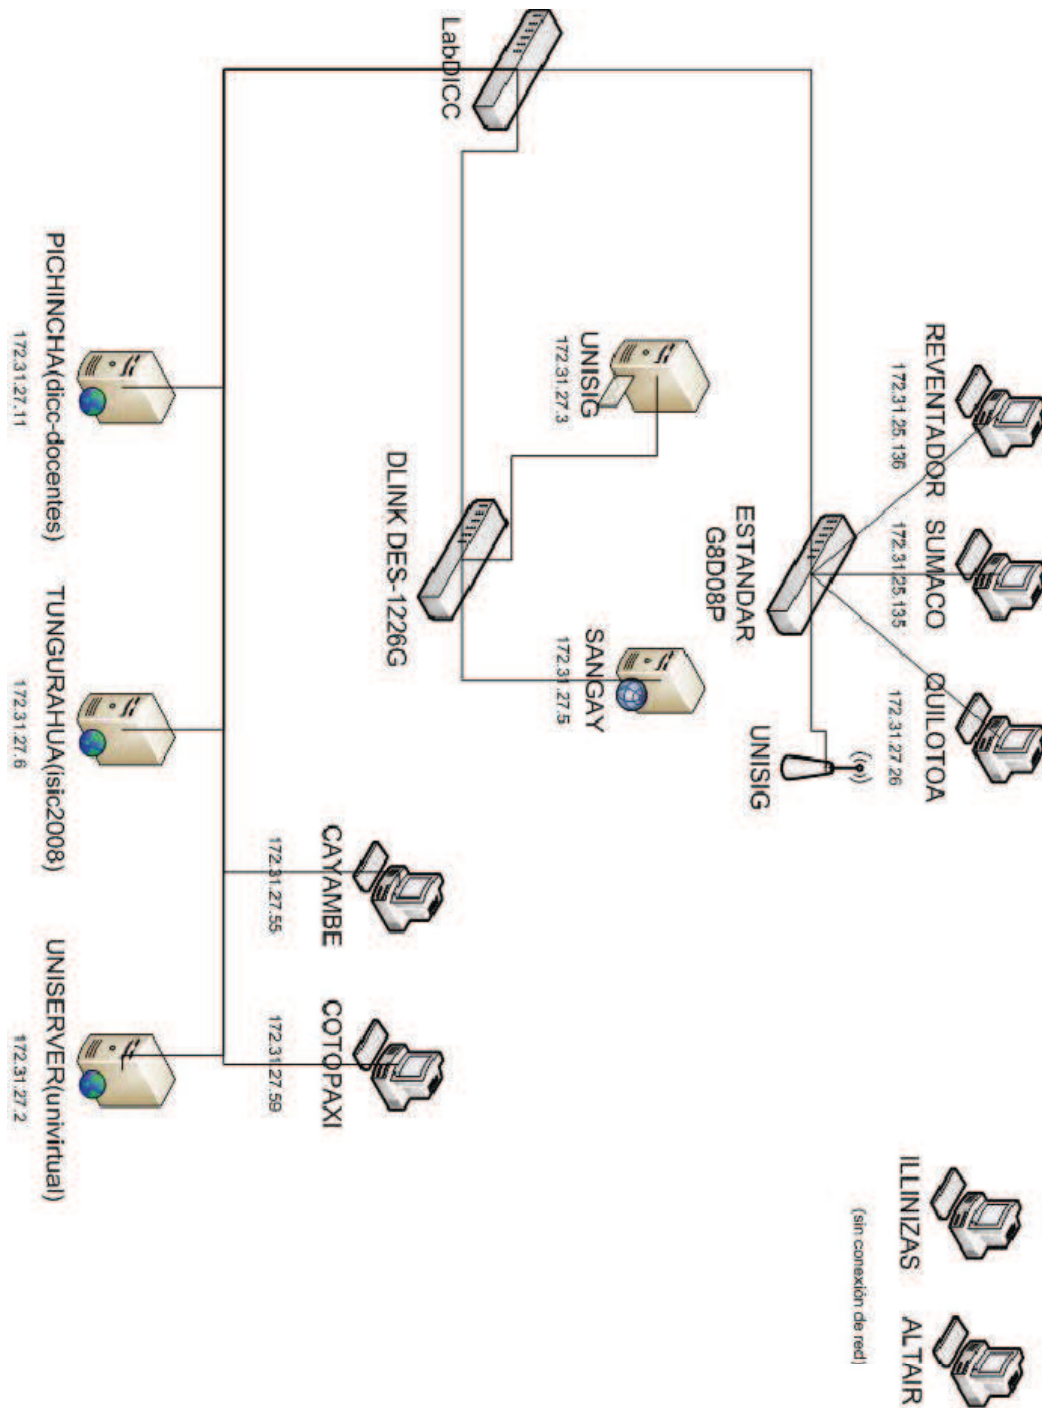 REVENTADOR
172.31.25.136
SUMACO
172.31.25.135
QUILOTOA
172.31.27.26
ILLINIZAS
ALTAIR
(sin conexión de red)
ESTANDAR
G8D08P
UNISIG
UNISIG
172.31.27.3
SANGAY
172.31.27.5
LabDICC
DLINK DES-1226G
CAYAMBE
172.31.27.55
COTOPAXI
172.31.27.59
PICHINCHA(dicc-docentes)
172.31.27.11
TUNGURAHUA(isic2008)
172.31.27.6
UNISERVER(univirtual)
172.31.27.2